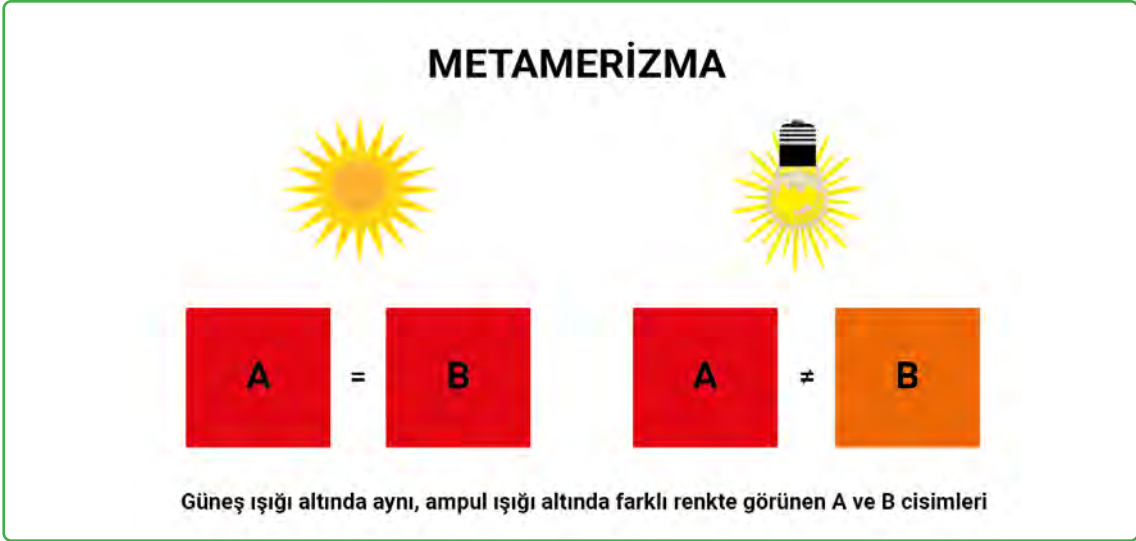 METAMERİZMA
A = B A ≠ B
Güneş ışığı altında aynı, ampul ışığı altında farklı renkte görünen A ve B cisimleri